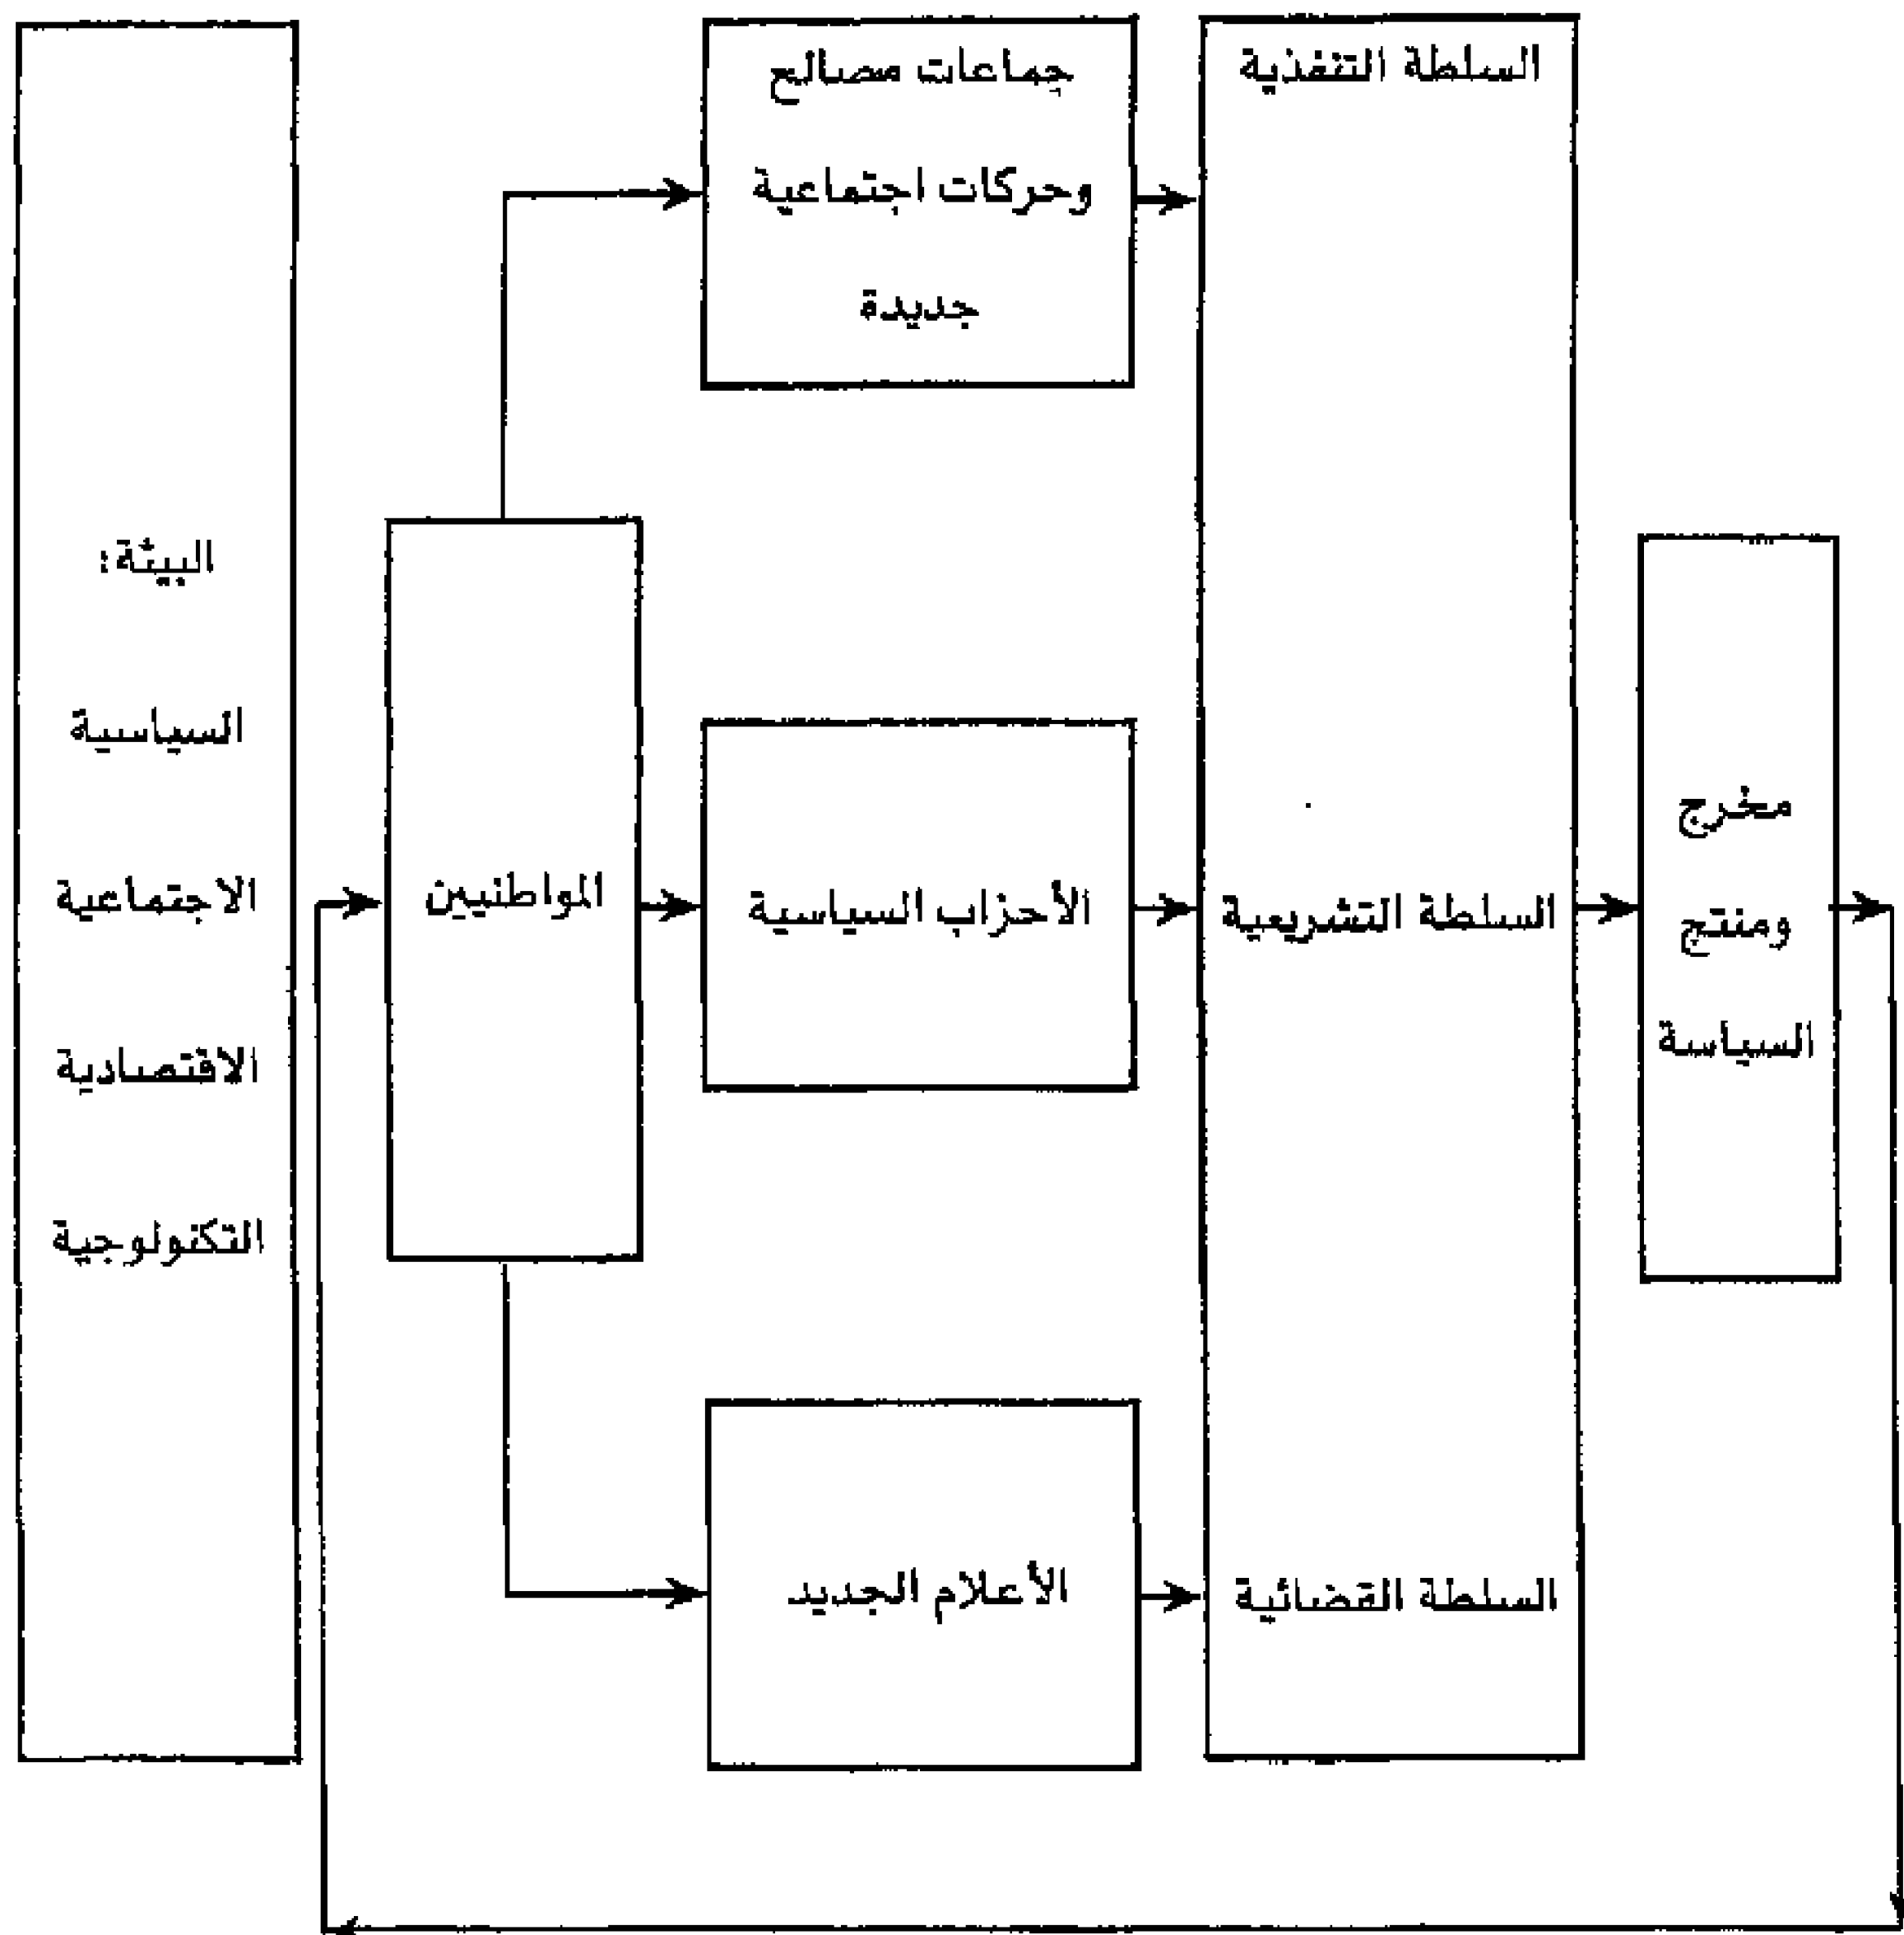 البيئة:
السياسية
الاجتماعية
الاقتصادية
التكنولوجية
المواطنيين
جماعات مصالح
وحركات اجتماعية
جديدة
الأحزاب السياسية
الأعلام الجديد
السلطة التنفذية
السلطة التشريعية
السلطة القضائية
مخرج
ومنتج
السياسة